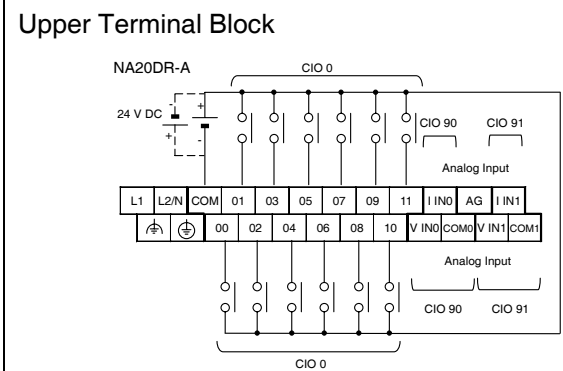 Upper Terminal Block
NA20DR-A
CIO 0
24 V DC
-
+
+
-
CIO 90
CIO 91
Analog Input
L1 L2/N COM 01 03 05 07 09 11 I IN0 AG I IN1
00 02 04 06 08 10 V IN0 COM0 V IN1 COM1
Analog Input
CIO 90
CIO 91
CIO 0